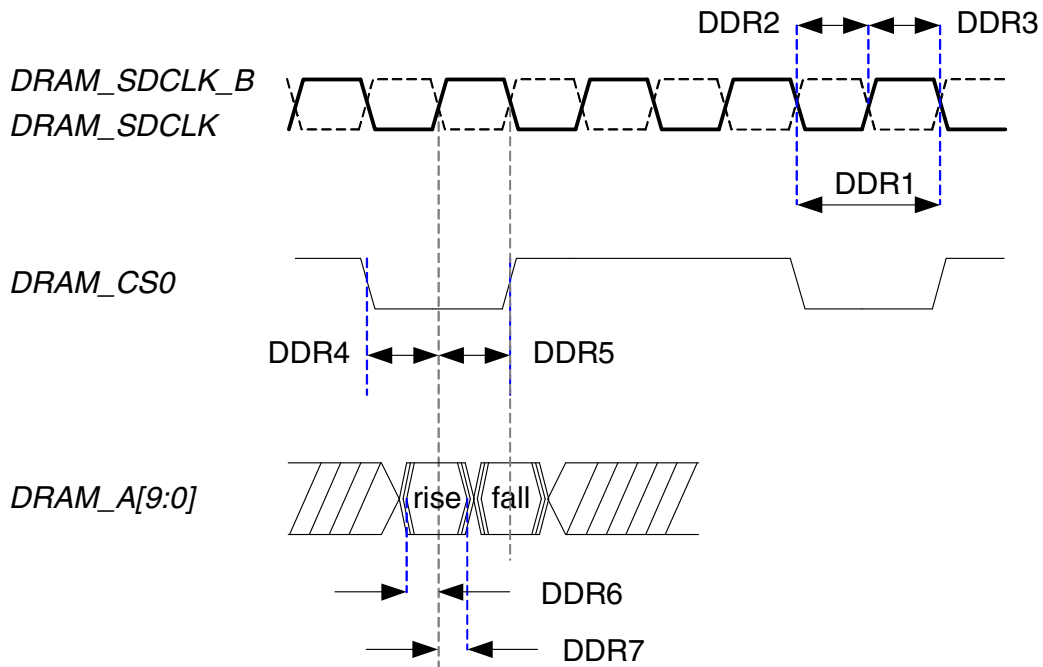 DDR2 DDR3
DRAM_SDCLK_B
DRAM_SDCLK
DDR1
DRAM_CS0
DDR4 DDR5
DRAM_A[9:0] rise fall
DDR6
DDR7